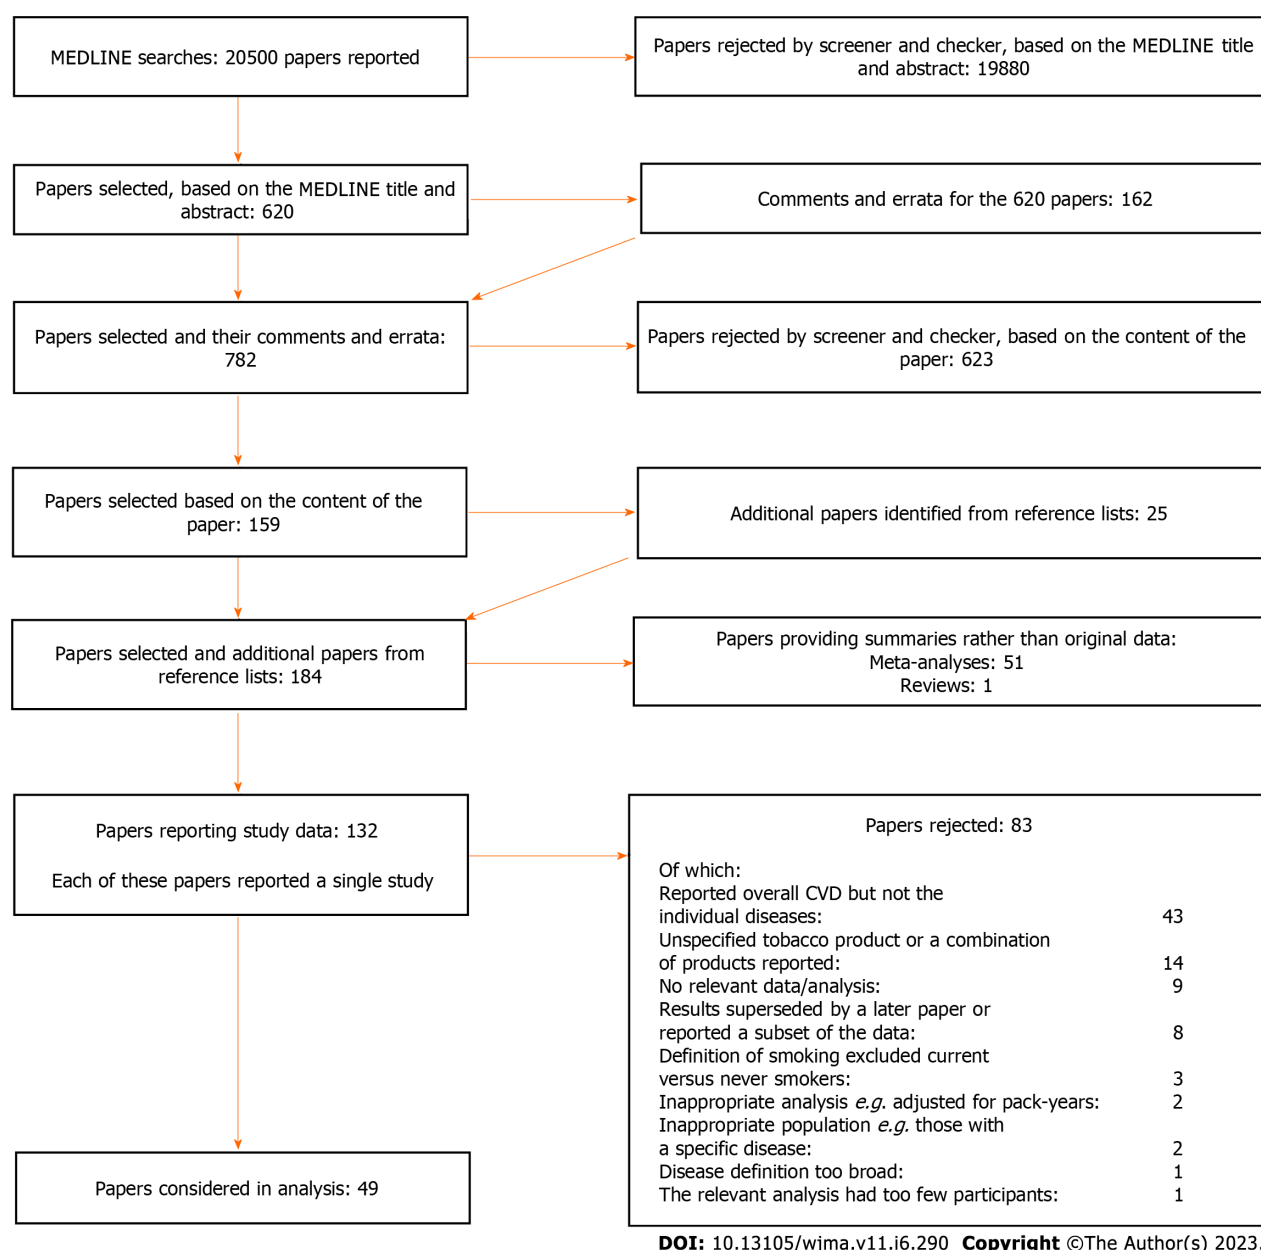 MEDLINE searches: 20500 papers reported
Papers rejected by screener and checker, based on the MEDLINE title
and abstract: 19880
Papers selected, based on the MEDLINE title and
abstract: 620
Comments and errata for the 620 papers: 162
Papers selected and their comments and errata:
782
Papers rejected by screener and checker, based on the content of the
paper: 623
Papers selected based on the content of the
paper: 159
Additional papers identified from reference lists: 25
Papers selected and additional papers from
reference lists: 184
Papers providing summaries rather than original data:
Meta-analyses: 51
Reviews: 1
Papers reporting study data: 132
Each of these papers reported a single study
Papers rejected: 83
Of which:
Reported overall CVD but not the
individual diseases: 43
Unspecified tobacco product or a combination
of products reported: 14
No relevant data/analysis: 9
Results superseded by a later paper or
reported a subset of the data: 8
Definition of smoking excluded current
versus never smokers: 3
Inappropriate analysis e.g. adjusted for pack-years: 2
Inappropriate population e.g. those with
a specific disease: 2
Disease definition too broad: 1
The relevant analysis had too few participants: 1
Papers considered in analysis: 49
DOI: 10.13105/wjma.v11.i6.290 Copyright ©The Author(s) 2023.